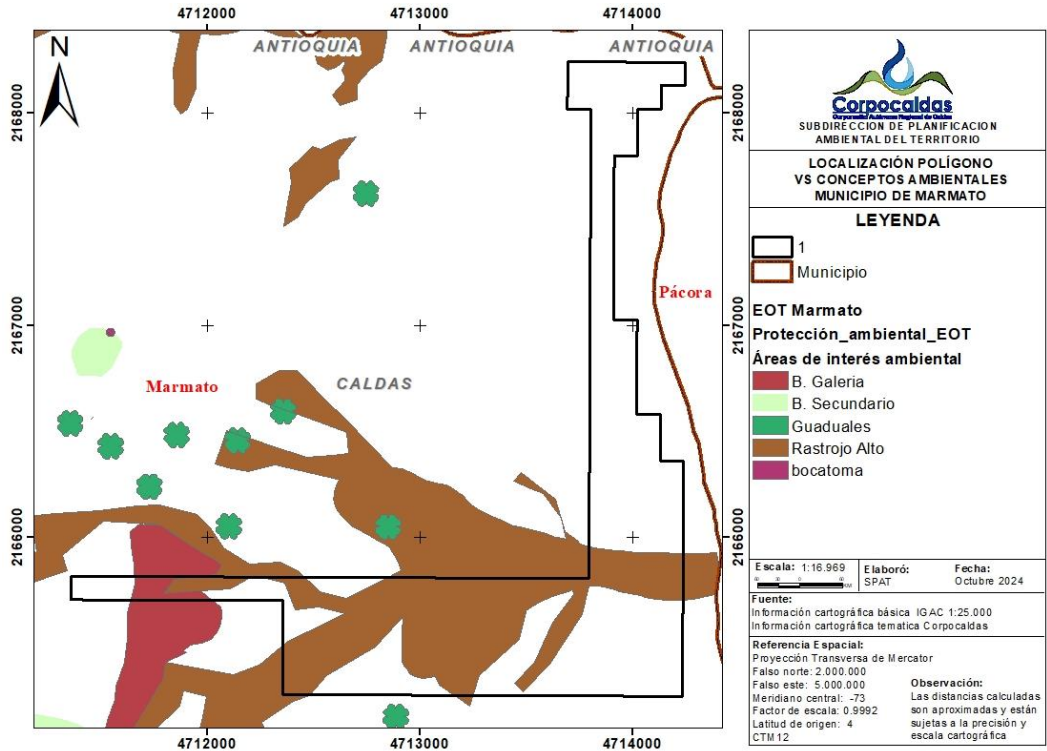 4712000
4713000
4714000
ANTIOQUIA
ANTIOQUIA
ANTIOQUIA
N
2168000
2168000
2167000
2167000
2166000
2166000
Pácora
Marmato
CALDAS
4712000
4713000
4714000
Corpocaldas
Corporación Autónoma Regional de Caldas
SUBDIRECCION DE PLANIFICACION
AMBIENTAL DEL TERRITORIO
LOCALIZACIÓN POLÍGONO
VS CONCEPTOS AMBIENTALES
MUNICIPIO DE MARMATO
LEYENDA
1
Municipio
EOT Marmato
Protección_ambiental_EOT
Áreas de interés ambiental
B. Galeria
B. Secundario
Guaduales
Rastrojo Alto
bocatoma
Escala: 1:16.969
Elaboró:
SPAT
Fecha:
Octubre 2024
Fuente:
Información cartográfica básica IGAC 1:25.000
Información cartográfica tematica Corpocaldas
Referencia Espacial:
Proyección Transversa de Mercator
Falso norte: 2.000.000
Falso este: 5.000.000
Meridiano central: -73
Factor de escala: 0.9992
Latitud de origen: 4
CTM12
Observación:
Las distancias calculadas
son aproximadas y están
sujetas a la precisión y
escala cartográfica